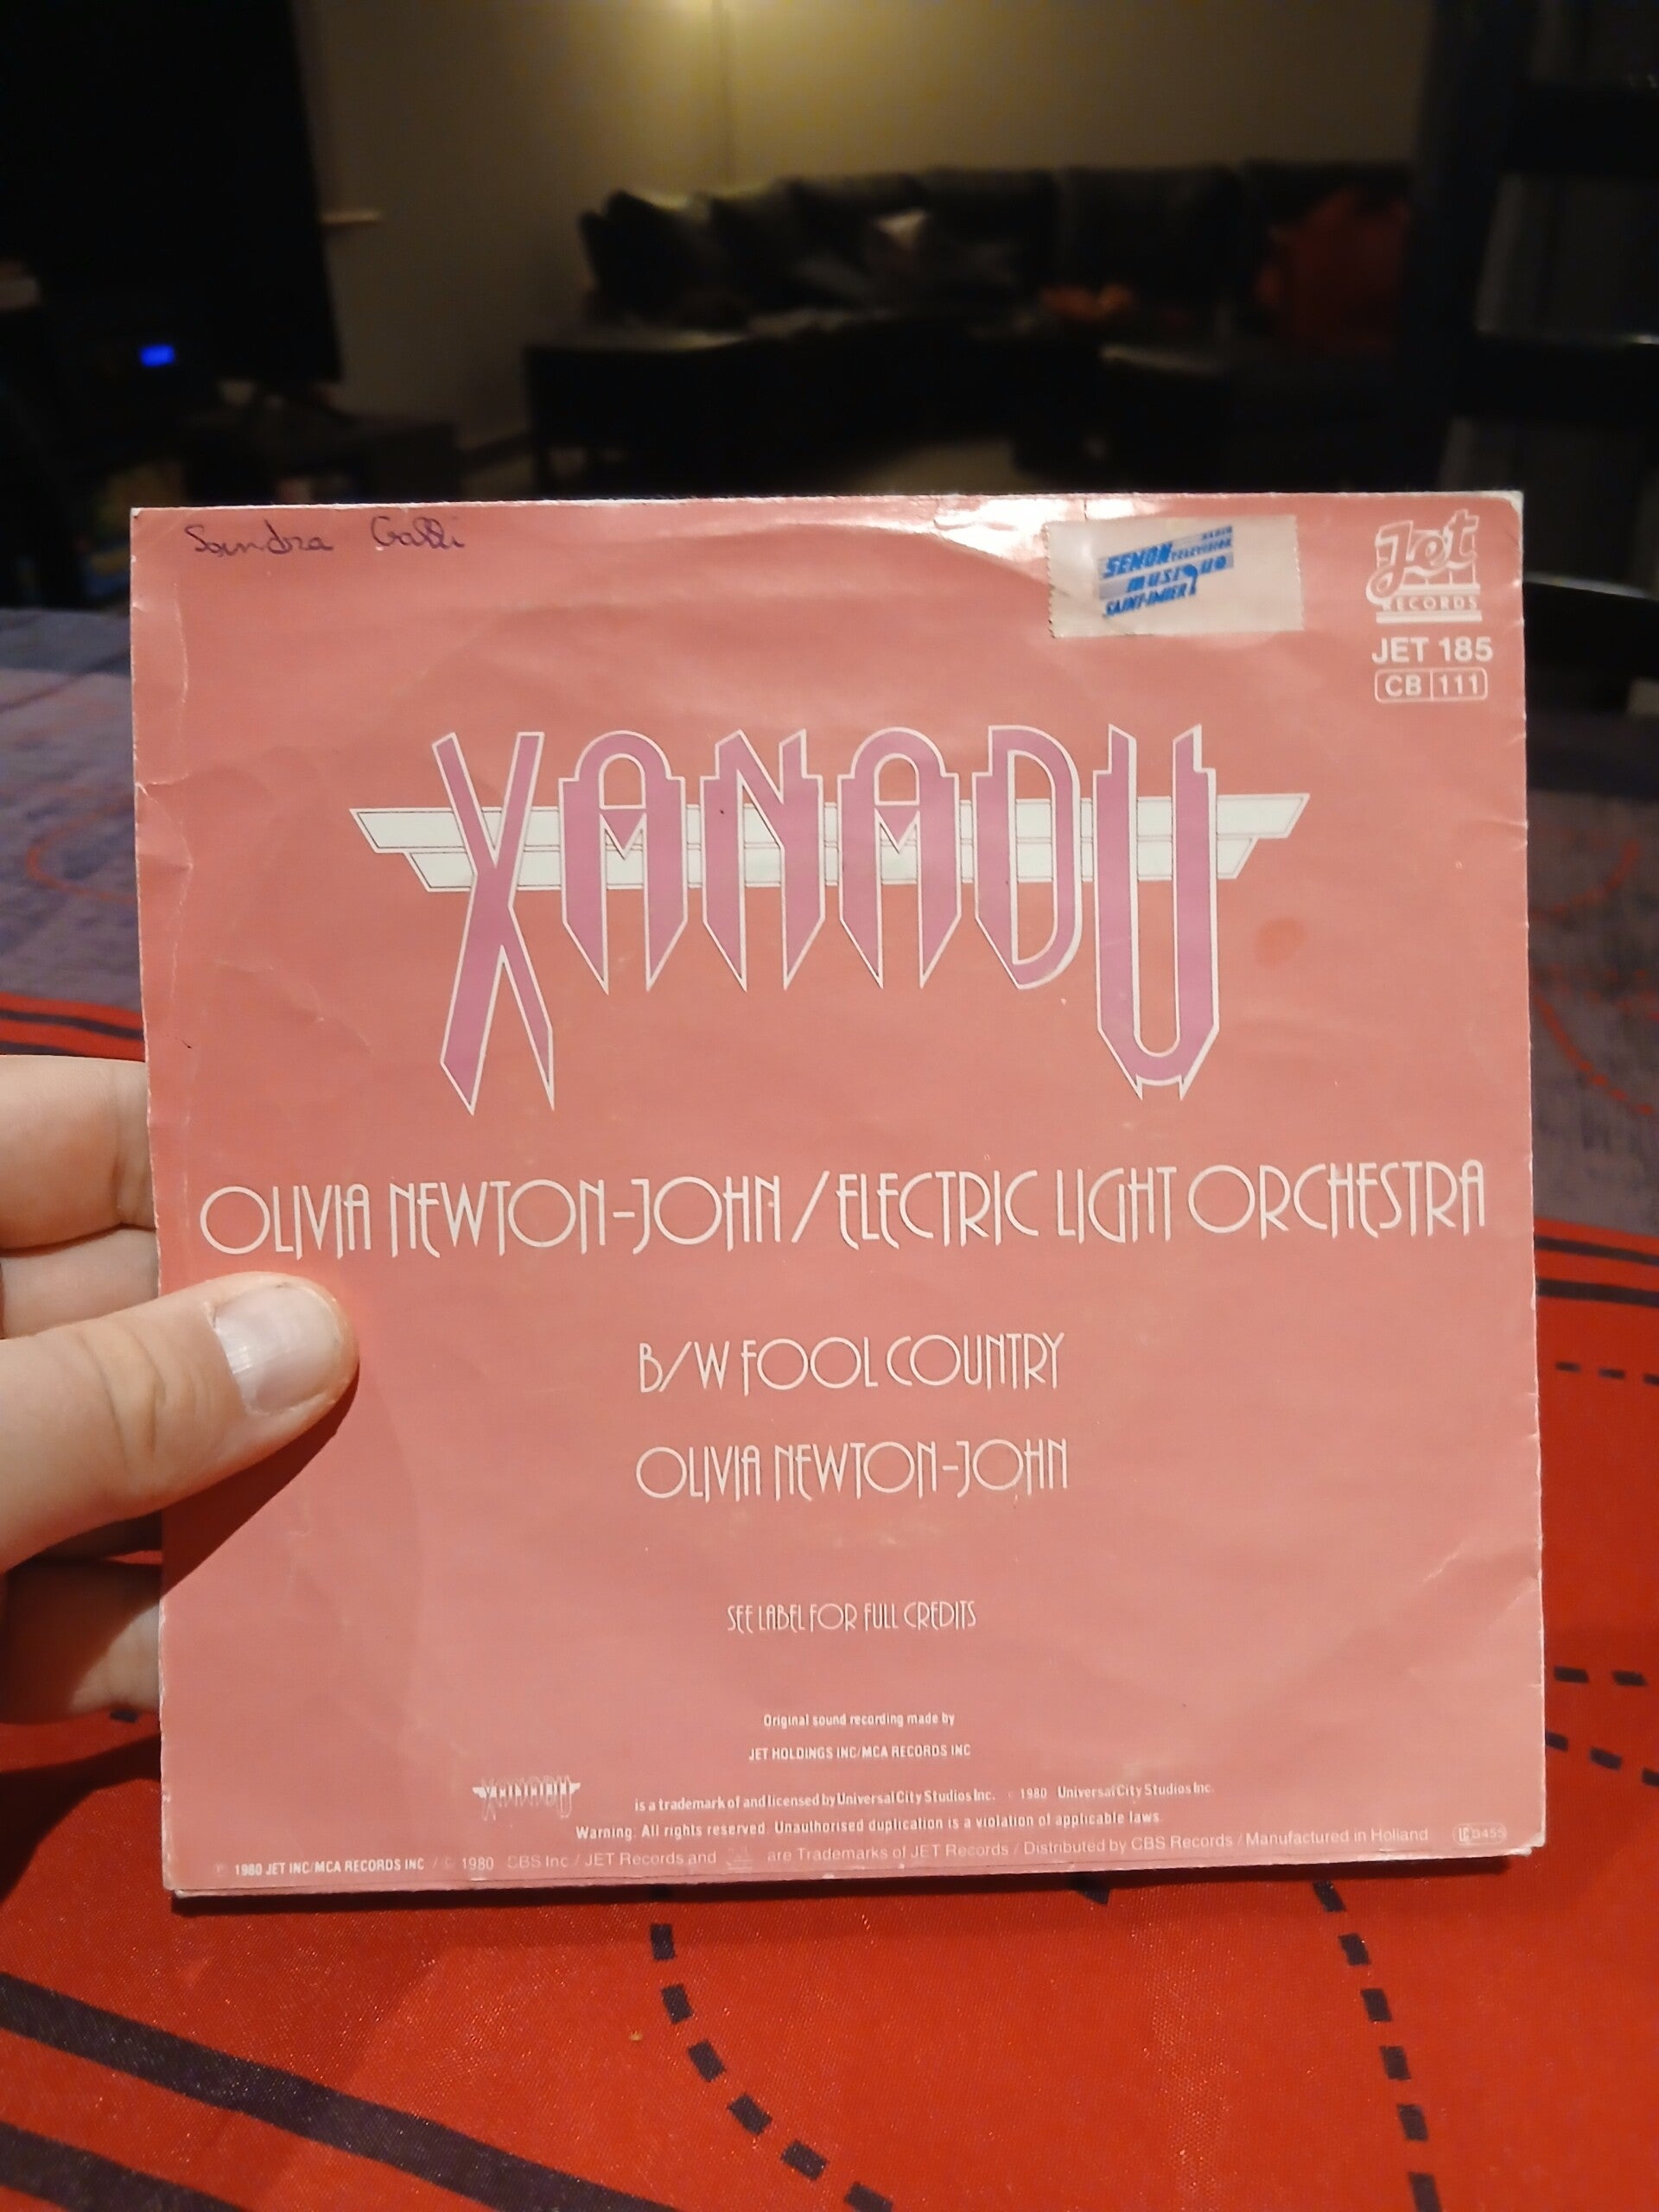 Sandra Galli
RADIO
SEMON TELEVISION
MUSIQUE
SAINT-IMIER
Jet
RECORDS
JET 185
CB 111
XANADU
OLIVIA NEWTON-JOHN / ELECTRIC LIGHT ORCHESTRA
B/W FOOL COUNTRY
OLIVIA NEWTON-JOHN
SEE LABEL FOR FULL CREDITS
Original sound recording made by
JET HOLDINGS INC/MCA RECORDS INC
XANADU is a trademark of and licensed by Universal City Studios Inc. © 1980 Universal City Studios Inc.
Warning: All rights reserved. Unauthorised duplication is a violation of applicable laws.
℗ 1980 JET INC/MCA RECORDS INC / © 1980 CBS Inc / JET Records and Jet are Trademarks of JET Records / Distributed by CBS Records / Manufactured in Holland